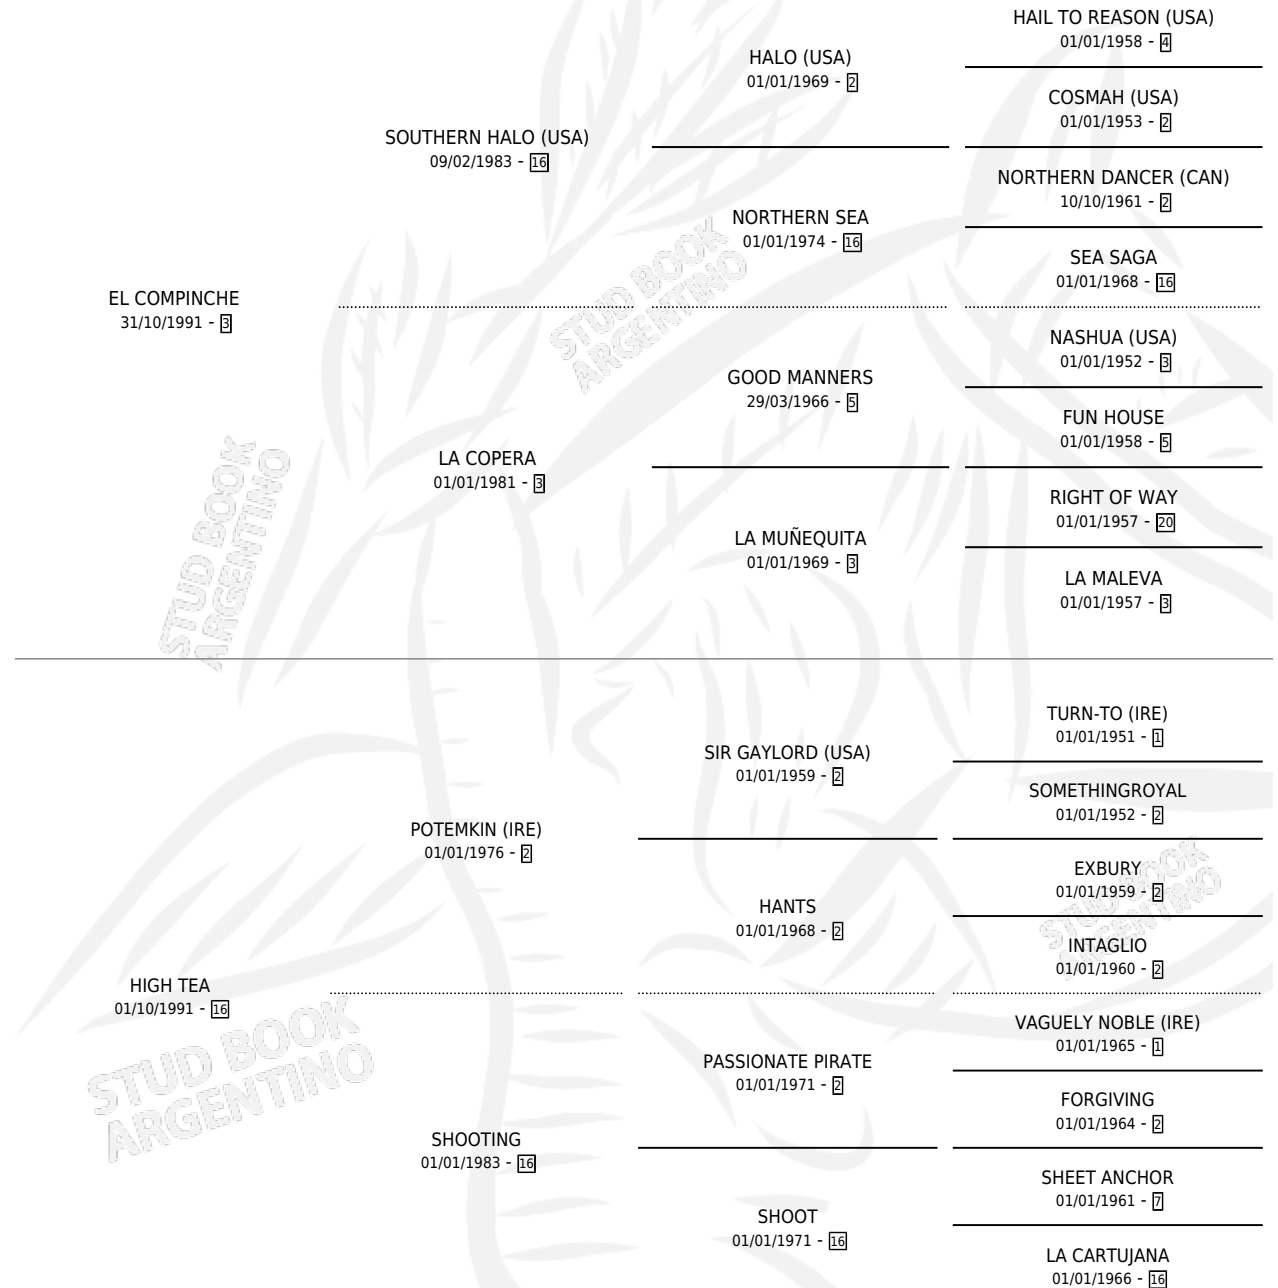 HAIL TO REASON (USA)
01/01/1958 - 4
HALO (USA)
01/01/1969 - 2
COSMAH (USA)
01/01/1953 - 2
SOUTHERN HALO (USA)
09/02/1983 - 16
NORTHERN DANCER (CAN)
10/10/1961 - 2
NORTHERN SEA
01/01/1974 - 16
SEA SAGA
01/01/1968 - 16
EL COMPINCHE
31/10/1991 - 3
NASHUA (USA)
01/01/1952 - 3
GOOD MANNERS
29/03/1966 - 5
FUN HOUSE
01/01/1958 - 5
LA COPERA
01/01/1981 - 3
RIGHT OF WAY
01/01/1957 - 20
LA MUÑEQUITA
01/01/1969 - 3
LA MALEVA
01/01/1957 - 3
STUD BOOK
ARGENTINO
STUD BOOK
ARGENTINO
TURN-TO (IRE)
01/01/1951 - 1
SIR GAYLORD (USA)
01/01/1959 - 2
SOMETHINGROYAL
01/01/1952 - 2
POTEMKIN (IRE)
01/01/1976 - 2
EXBURY
01/01/1959 - 2
HANTS
01/01/1968 - 2
INTAGLIO
01/01/1960 - 2
STUD BOOK
ARGENTINO
HIGH TEA
01/10/1991 - 16
VAGUELY NOBLE (IRE)
01/01/1965 - 1
PASSIONATE PIRATE
01/01/1971 - 2
FORGIVING
01/01/1964 - 2
STUD BOOK
ARGENTINO
SHOOTING
01/01/1983 - 16
SHEET ANCHOR
01/01/1961 - 7
SHOOT
01/01/1971 - 16
LA CARTUJANA
01/01/1966 - 16